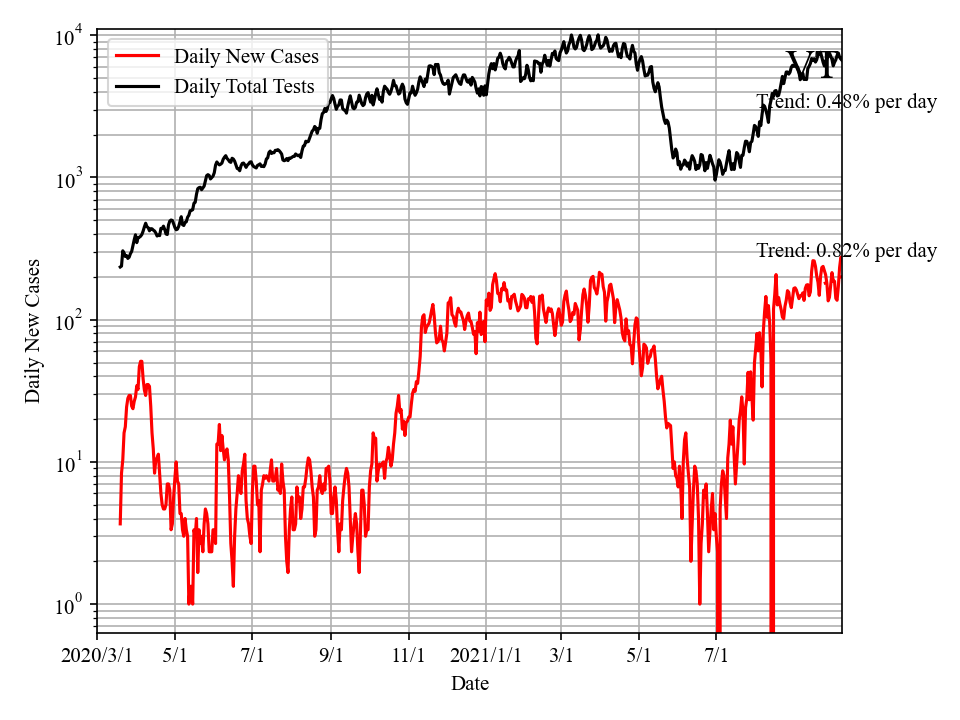 10^4
10^3
10^2
10^1
10^0
Daily New Cases
Daily Total Tests
VT
Trend: 0.48% per day
Trend: 0.82% per day
Daily New Cases
2020/3/1 5/1 7/1 9/1 11/1 2021/1/1 3/1 5/1 7/1
Date